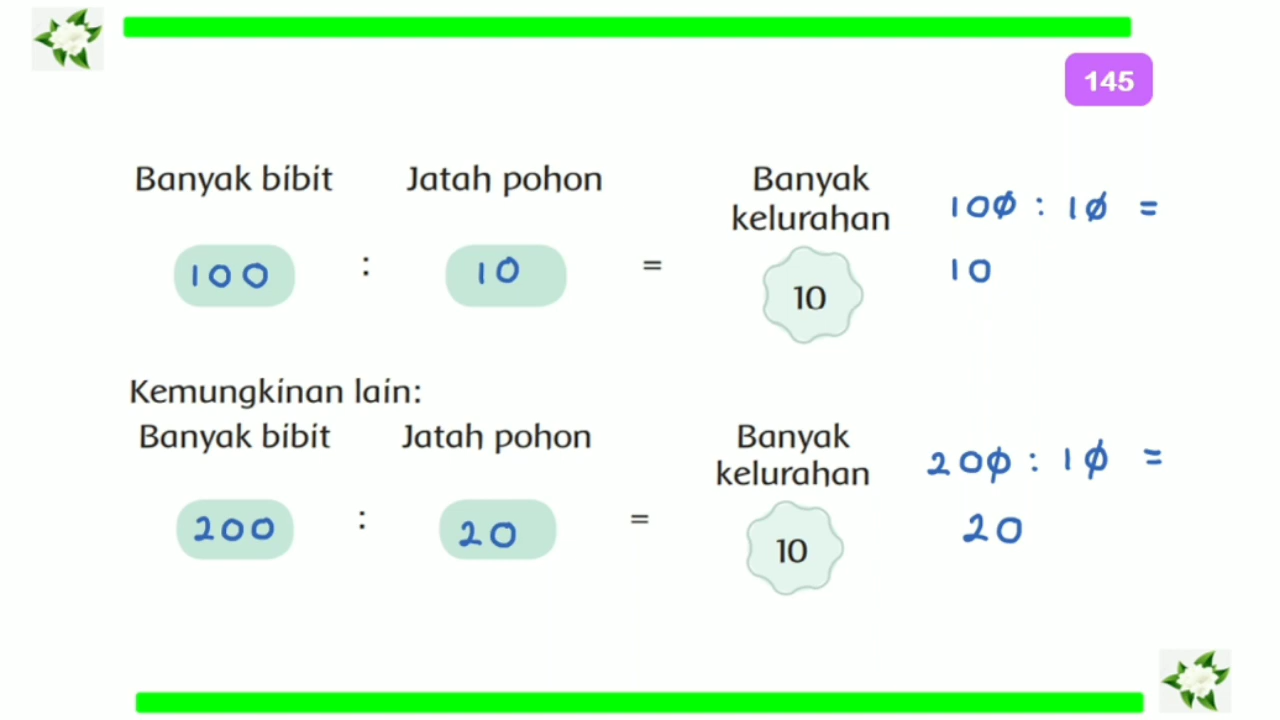 145
Banyak bibit Jatah pohon Banyak kelurahan
100 : 10 = 10
100 : 10 =
10
Kemungkinan lain:
Banyak bibit Jatah pohon Banyak kelurahan
200 : 20 = 10
200 : 10 =
20